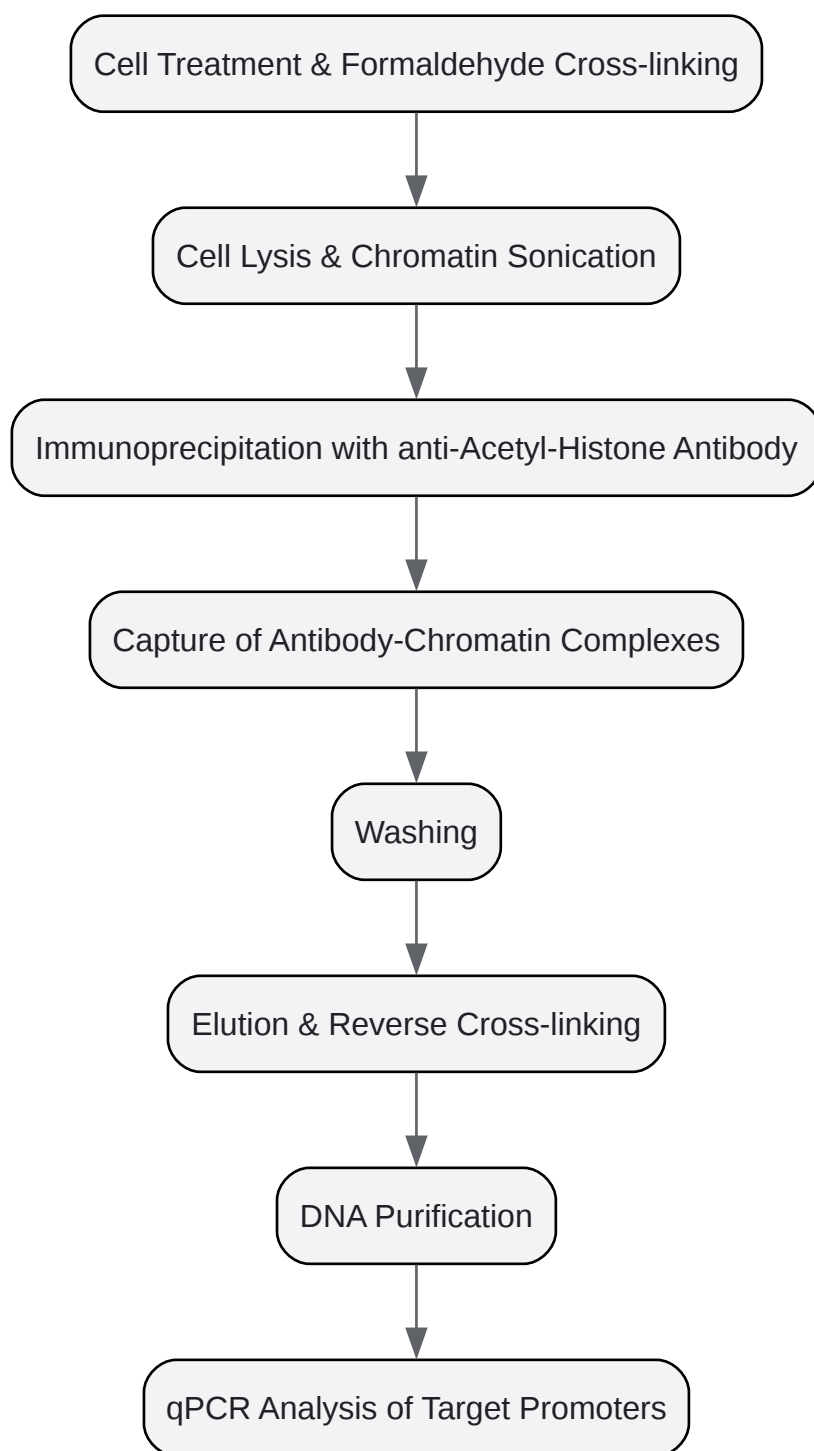 Cell Treatment & Formaldehyde Cross-linking
Cell Lysis & Chromatin Sonication
Immunoprecipitation with anti-Acetyl-Histone Antibody
Capture of Antibody-Chromatin Complexes
Washing
Elution & Reverse Cross-linking
DNA Purification
qPCR Analysis of Target Promoters